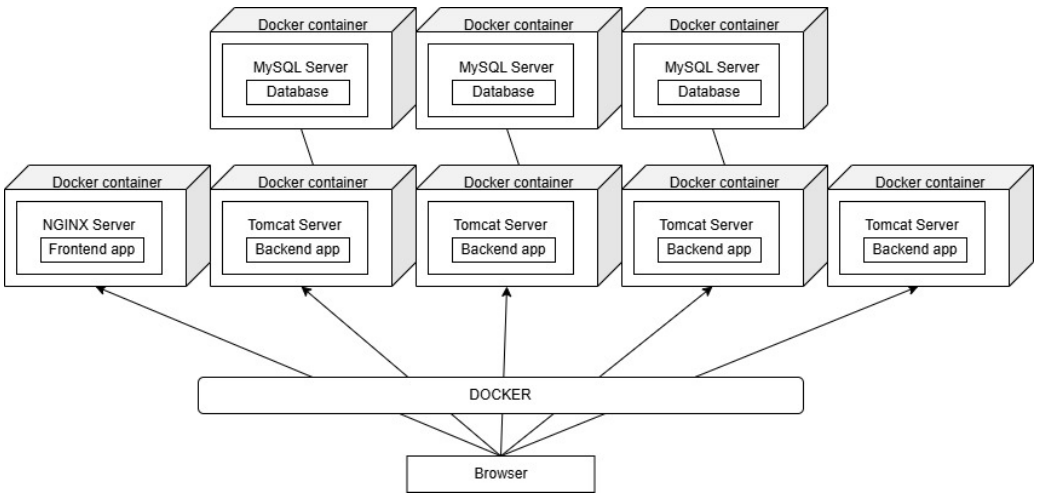 Docker container
MySQL Server
Database
Docker container
MySQL Server
Database
Docker container
MySQL Server
Database
Docker container
NGINX Server
Frontend app
Docker container
Tomcat Server
Backend app
Docker container
Tomcat Server
Backend app
Docker container
Tomcat Server
Backend app
Docker container
Tomcat Server
Backend app
DOCKER
Browser